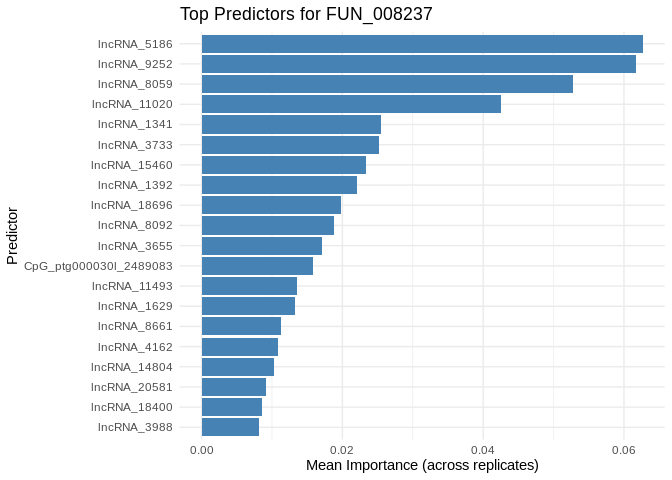 Top Predictors for FUN_008237
Predictor
lncRNA_5186
lncRNA_9252
lncRNA_8059
lncRNA_11020
lncRNA_1341
lncRNA_3733
lncRNA_15460
lncRNA_1392
lncRNA_18696
lncRNA_8092
lncRNA_3655
CpG_ptg000030l_2489083
lncRNA_11493
lncRNA_1629
lncRNA_8661
lncRNA_4162
lncRNA_14804
lncRNA_20581
lncRNA_18400
lncRNA_3988
0.00 0.02 0.04 0.06
Mean Importance (across replicates)